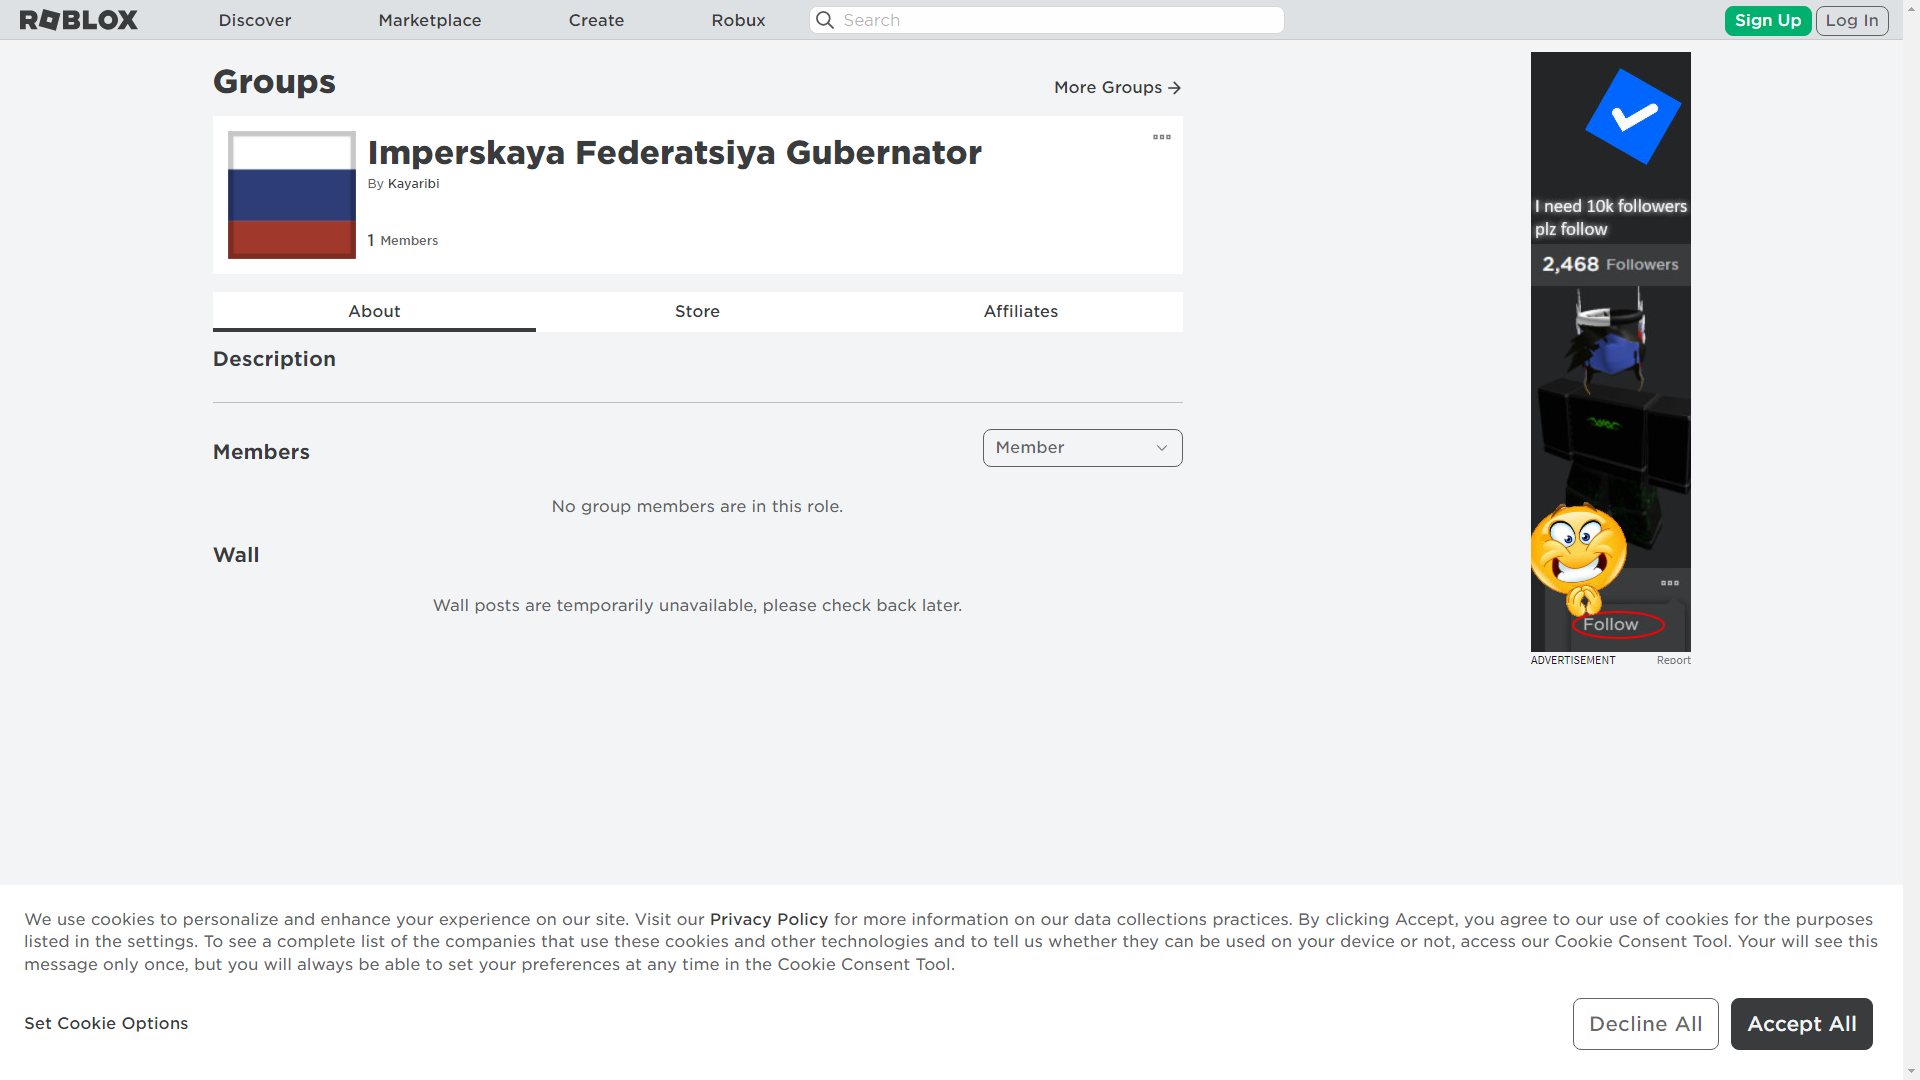 ROBLOX Discover Marketplace Create Robux Search Sign Up Log In
Groups
More Groups
Imperskaya Federatsiya Gubernator
By Kayaribi
1 Members
About Store Affiliates
Description
Members
Member
No group members are in this role.
Wall
Wall posts are temporarily unavailable, please check back later.
I need 10k followers
plz follow
2,468 Followers
Follow
ADVERTISEMENT Report
We use cookies to personalize and enhance your experience on our site. Visit our Privacy Policy for more information on our data collections practices. By clicking Accept, you agree to our use of cookies for the purposes
listed in the settings. To see a complete list of the companies that use these cookies and other technologies and to tell us whether they can be used on your device or not, access our Cookie Consent Tool. Your will see this
message only once, but you will always be able to set your preferences at any time in the Cookie Consent Tool.
Set Cookie Options
Decline All
Accept All